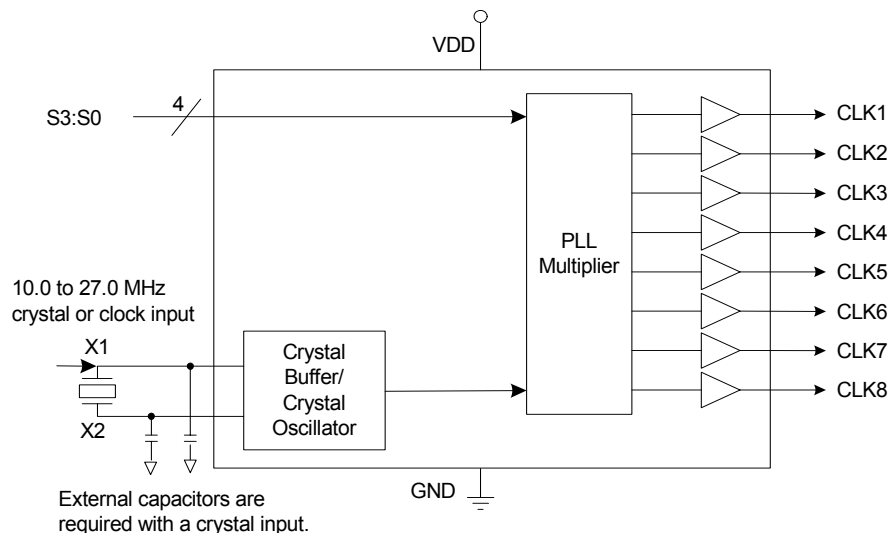 VDD
S3:S0
4
CLK1
CLK2
CLK3
CLK4
CLK5
CLK6
CLK7
CLK8
PLL
Multiplier
10.0 to 27.0 MHz
crystal or clock input
X1
X2
Crystal
Buffer/
Crystal
Oscillator
GND
External capacitors are
required with a crystal input.